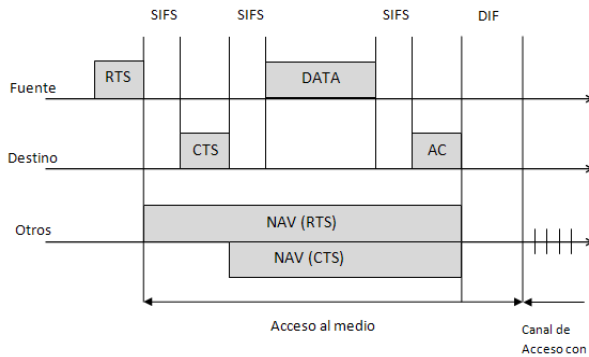 SIFS SIFS SIFS DIF
RTS DATA
Fuente
CTS AC
Destino
NAV (RTS)
Otros
NAV (CTS)
Acceso al medio
Canal de
Acceso con